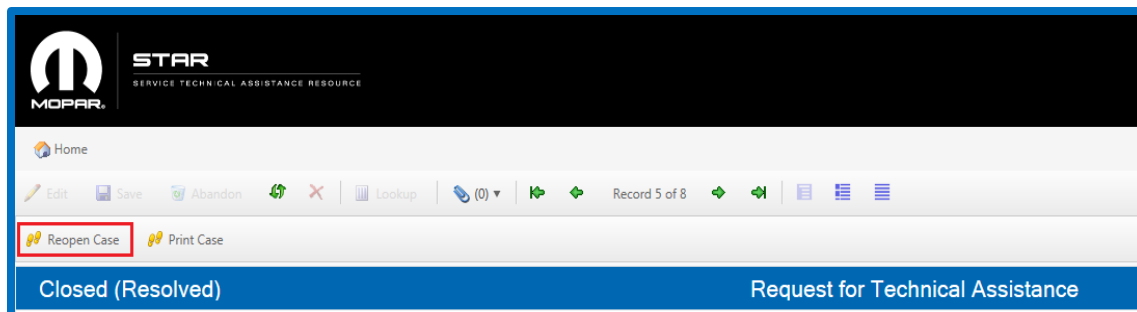 STAR
SERVICE TECHNICAL ASSISTANCE RESOURCE
MOPAR®
Home
Edit Save Abandon Lookup (0) Record 5 of 8
Reopen Case Print Case
Closed (Resolved) Request for Technical Assistance